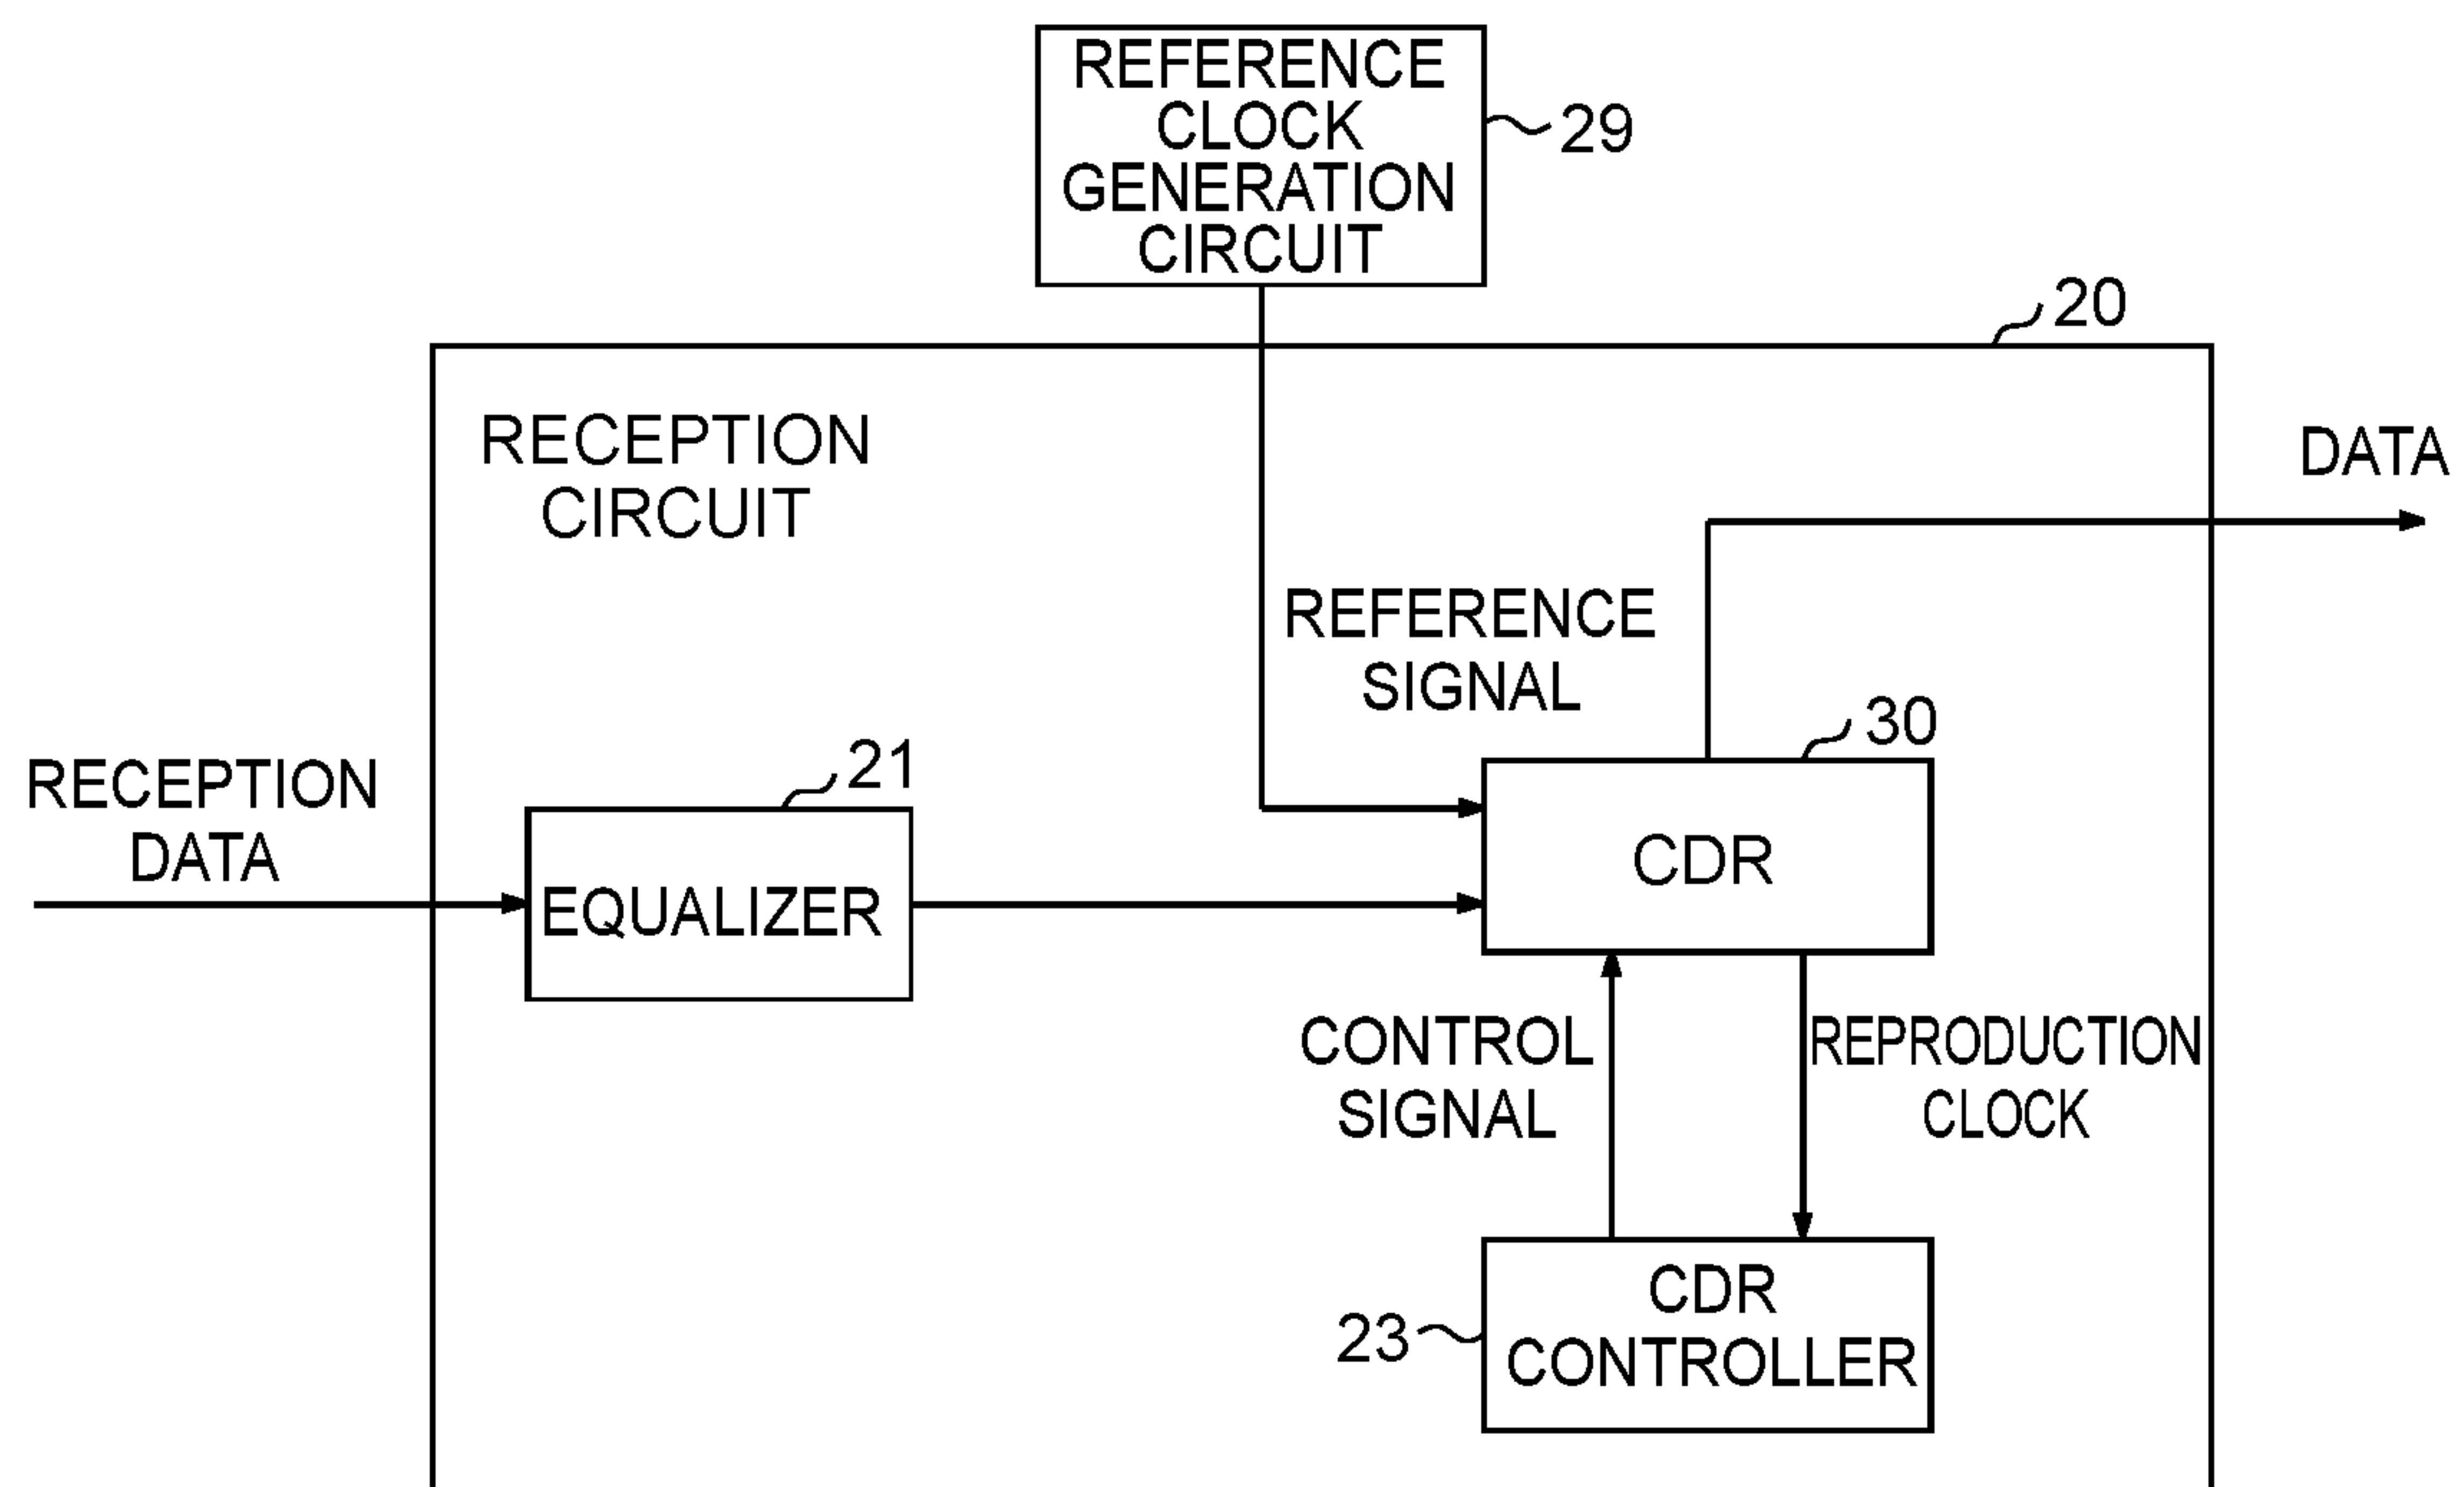 REFERENCE
CLOCK
GENERATION
CIRCUIT
29
20
RECEPTION
CIRCUIT
DATA
REFERENCE
SIGNAL
30
21
RECEPTION
DATA
EQUALIZER
CDR
CONTROL
SIGNAL
REPRODUCTION
CLOCK
23
CDR
CONTROLLER